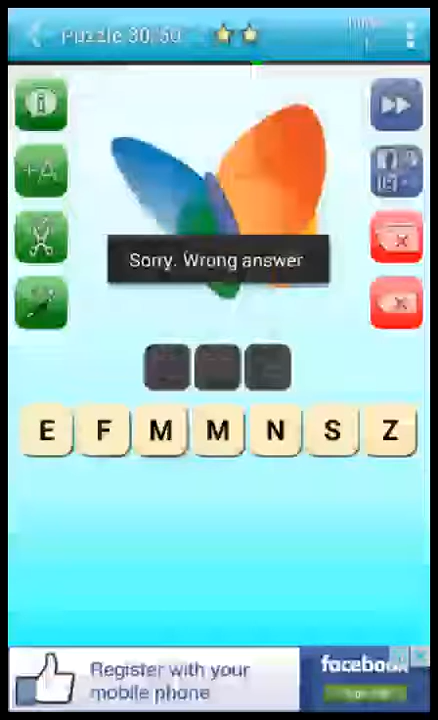 Puzzle 30/50
Sorry. Wrong answer
E F M M N S Z
Register with your
mobile phone
facebook